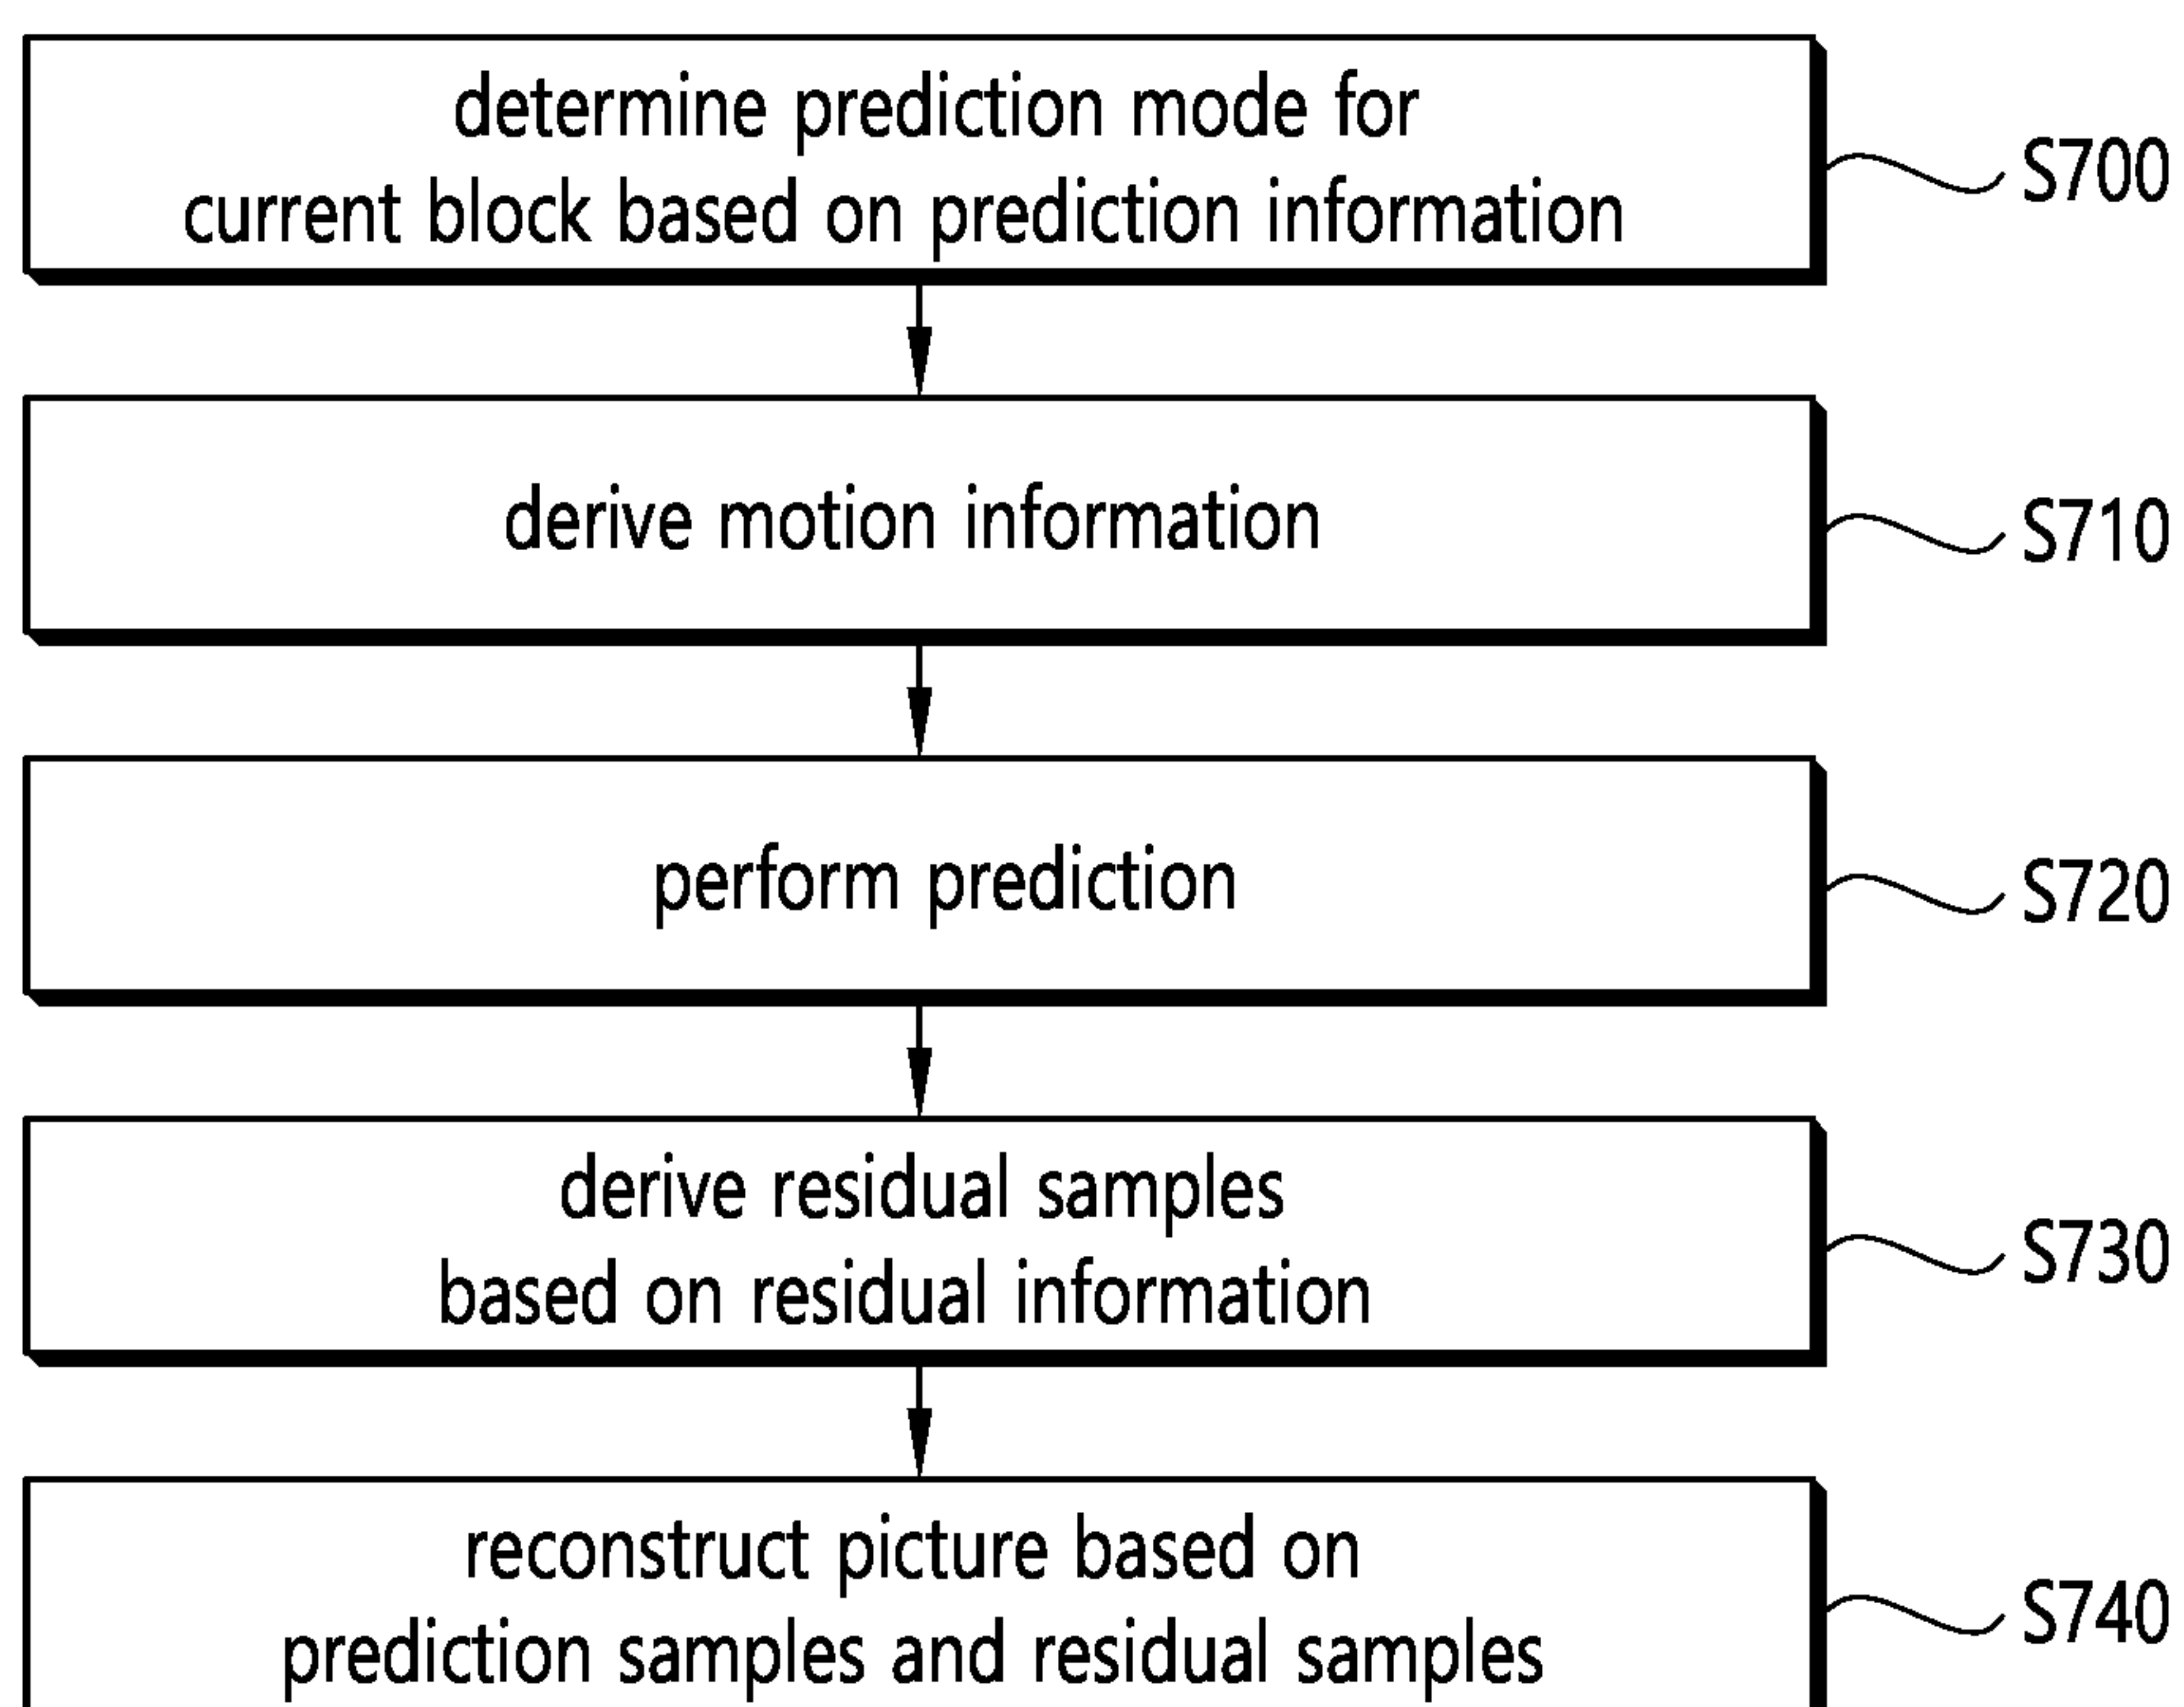 determine prediction mode for
current block based on prediction information
S700
derive motion information
S710
perform prediction
S720
derive residual samples
based on residual information
S730
reconstruct picture based on
prediction samples and residual samples
S740